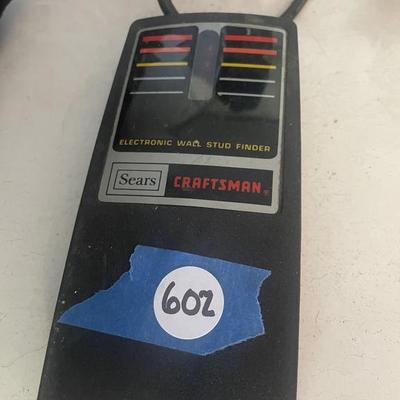 ELECTRONIC WALL STUD FINDER
Sears CRAFTSMAN
602